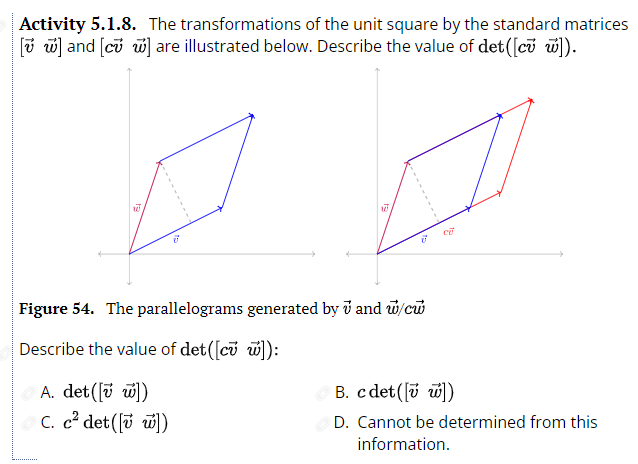 Activity 5.1.8. The transformations of the unit square by the standard matrices
[v⃗ w⃗] and [cv⃗ w⃗] are illustrated below. Describe the value of det([cv⃗ w⃗]).
w⃗
v⃗
w⃗
v⃗
cv⃗
Figure 54. The parallelograms generated by v⃗ and w⃗/cw⃗
Describe the value of det([cv⃗ w⃗]):
A. det([v⃗ w⃗])
B. c det([v⃗ w⃗])
C. c² det([v⃗ w⃗])
D. Cannot be determined from this
information.